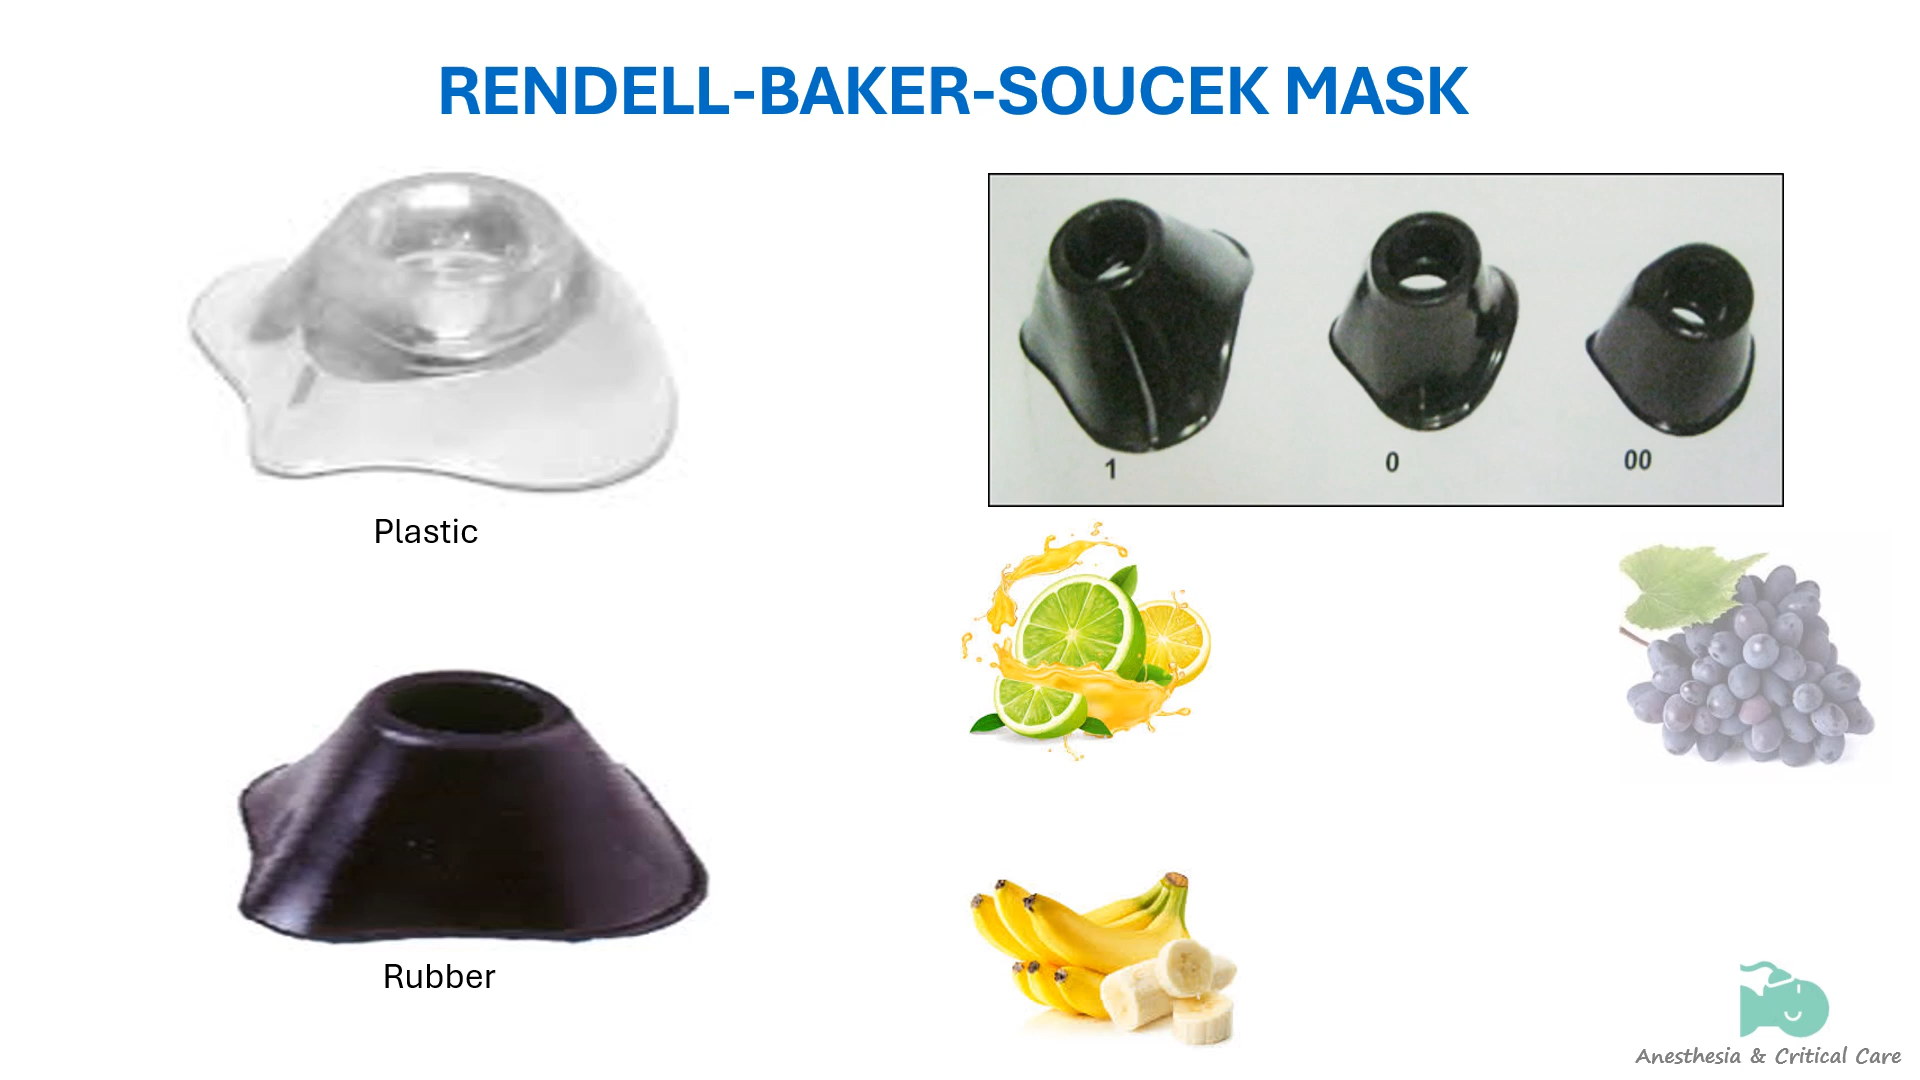 RENDELL-BAKER-SOUCEK MASK
Plastic
1
0
00
Rubber
Anesthesia & Critical Care